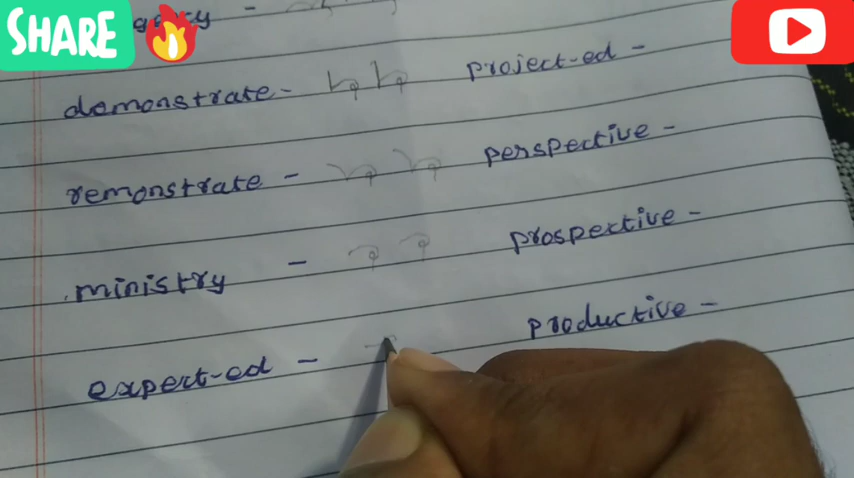 SHARE
demonstrate - project-ed -
remonstrate - perspective -
ministry - prospective -
expert-ed - productive -